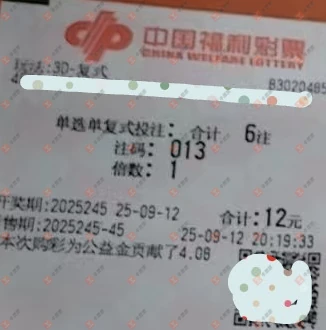 中国福利彩票
CHINA WELFARE LOTTERY
玩法:3D-复式
83020485
单选单复式投注: 合计 6注
注码: 013
倍数: 1
开奖期:2025245 25-09-12 合计:12元
售期:2025245-45 25-09-12 20:19:33
本次购彩为公益金贡献了4.08